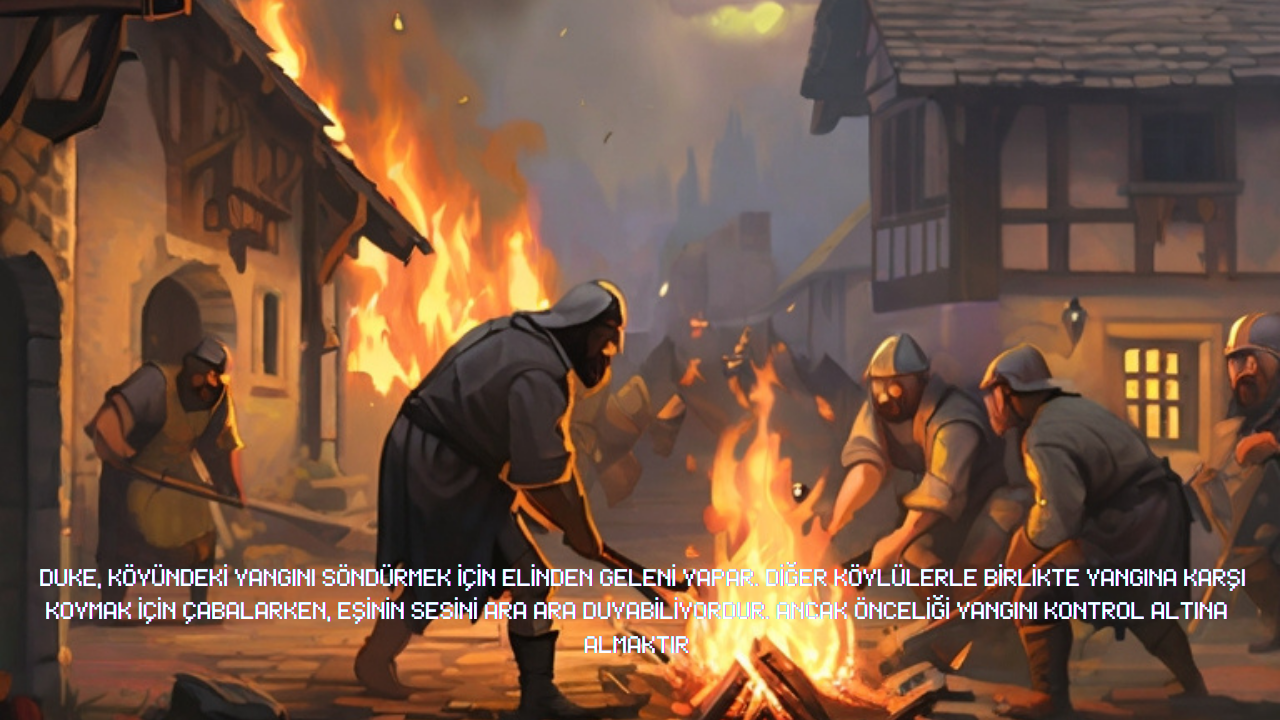 DUKE, KÖYÜNDEKİ YANGINI SÖNDÜRMEK İÇİN ELİNDEN GELENİ YAPAR. DİĞER KÖYLÜLERLE BİRLİKTE YANGINA KARŞI
KOYMAK İÇİN ÇABALARKEN, EŞİNİN SESİNİ ARA ARA DUYABİLİYORDUR. ANCAK ÖNCELİĞİ YANGINI KONTROL ALTINA
ALMAKTIR